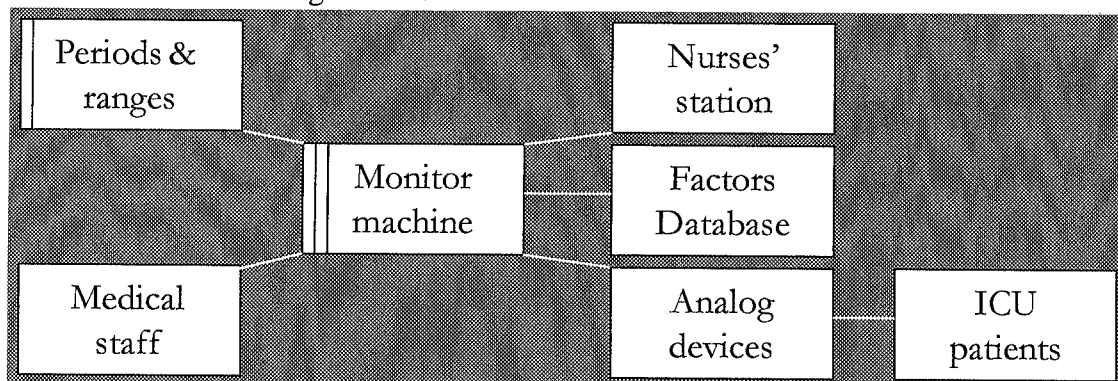 Periods &
ranges
Nurses'
station
Monitor
machine
Factors
Database
Medical
staff
Analog
devices
ICU
patients